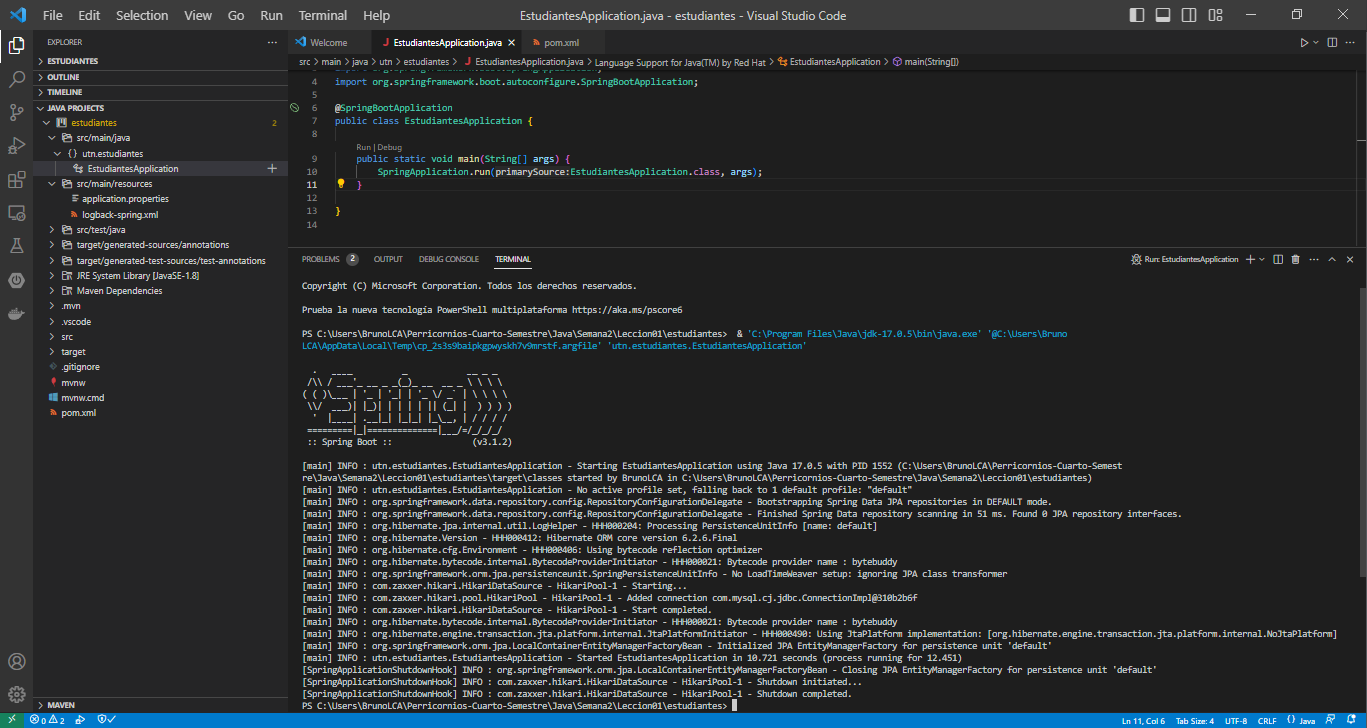 File Edit Selection View Go Run Terminal Help
EstudiantesApplication.java - estudiantes - Visual Studio Code
EXPLORER
ESTUDIANTES
OUTLINE
TIMELINE
JAVA PROJECTS
estudiantes 2
src/main/java
{} utn.estudiantes
EstudiantesApplication
src/main/resources
application.properties
logback-spring.xml
src/test/java
target/generated-sources/annotations
target/generated-test-sources/test-annotations
JRE System Library [JavaSE-1.8]
Maven Dependencies
.mvn
.vscode
src
target
.gitignore
mvnw
mvnw.cmd
pom.xml
MAVEN
Welcome
EstudiantesApplication.java
pom.xml
src > main > java > utn > estudiantes > EstudiantesApplication.java > Language Support for Java(TM) by Red Hat > EstudiantesApplication > main(String[])
4 import org.springframework.boot.autoconfigure.SpringBootApplication;
5
6 @SpringBootApplication
7 public class EstudiantesApplication {
8
Run | Debug
9 public static void main(String[] args) {
10 SpringApplication.run(primarySource:EstudiantesApplication.class, args);
11 }
12
13 }
14
PROBLEMS 2 OUTPUT DEBUG CONSOLE TERMINAL
Run: EstudiantesApplication
Copyright (C) Microsoft Corporation. Todos los derechos reservados.
Prueba la nueva tecnología PowerShell multiplataforma https://aka.ms/pscore6
PS C:\Users\BrunoLCA\Perricornios-Cuarto-Semestre\Java\Semana2\Leccion01\estudiantes> & 'C:\Program Files\Java\jdk-17.0.5\bin\java.exe' '@C:\Users\Bruno
LCA\AppData\Local\Temp\cp_2s3s9baipkgpwyskh7v9mrstf.argfile' 'utn.estudiantes.EstudiantesApplication'
:: Spring Boot :: (v3.1.2)
[main] INFO : utn.estudiantes.EstudiantesApplication - Starting EstudiantesApplication using Java 17.0.5 with PID 1552 (C:\Users\BrunoLCA\Perricornios-Cuarto-Semest
re\Java\Semana2\Leccion01\estudiantes\target\classes started by BrunoLCA in C:\Users\BrunoLCA\Perricornios-Cuarto-Semestre\Java\Semana2\Leccion01\estudiantes)
[main] INFO : utn.estudiantes.EstudiantesApplication - No active profile set, falling back to 1 default profile: "default"
[main] INFO : org.springframework.data.repository.config.RepositoryConfigurationDelegate - Bootstrapping Spring Data JPA repositories in DEFAULT mode.
[main] INFO : org.springframework.data.repository.config.RepositoryConfigurationDelegate - Finished Spring Data repository scanning in 51 ms. Found 0 JPA repository interfaces.
[main] INFO : org.hibernate.jpa.internal.util.LogHelper - HHH000204: Processing PersistenceUnitInfo [name: default]
[main] INFO : org.hibernate.Version - HHH000412: Hibernate ORM core version 6.2.6.Final
[main] INFO : org.hibernate.cfg.Environment - HHH000406: Using bytecode reflection optimizer
[main] INFO : org.hibernate.bytecode.internal.BytecodeProviderInitiator - HHH000021: Bytecode provider name : bytebuddy
[main] INFO : org.springframework.orm.jpa.persistenceunit.SpringPersistenceUnitInfo - No LoadTimeWeaver setup: ignoring JPA class transformer
[main] INFO : com.zaxxer.hikari.HikariDataSource - HikariPool-1 - Starting...
[main] INFO : com.zaxxer.hikari.pool.HikariPool - HikariPool-1 - Added connection com.mysql.cj.jdbc.ConnectionImpl@310b2b6f
[main] INFO : com.zaxxer.hikari.HikariDataSource - HikariPool-1 - Start completed.
[main] INFO : org.hibernate.bytecode.internal.BytecodeProviderInitiator - HHH000021: Bytecode provider name : bytebuddy
[main] INFO : org.hibernate.engine.transaction.jta.platform.internal.JtaPlatformInitiator - HHH000490: Using JtaPlatform implementation: [org.hibernate.engine.transaction.jta.platform.internal.NoJtaPlatform]
[main] INFO : org.springframework.orm.jpa.LocalContainerEntityManagerFactoryBean - Initialized JPA EntityManagerFactory for persistence unit 'default'
[main] INFO : utn.estudiantes.EstudiantesApplication - Started EstudiantesApplication in 10.721 seconds (process running for 12.451)
[SpringApplicationShutdownHook] INFO : org.springframework.orm.jpa.LocalContainerEntityManagerFactoryBean - Closing JPA EntityManagerFactory for persistence unit 'default'
[SpringApplicationShutdownHook] INFO : com.zaxxer.hikari.HikariDataSource - HikariPool-1 - Shutdown initiated...
[SpringApplicationShutdownHook] INFO : com.zaxxer.hikari.HikariDataSource - HikariPool-1 - Shutdown completed.
PS C:\Users\BrunoLCA\Perricornios-Cuarto-Semestre\Java\Semana2\Leccion01\estudiantes>
0 2
Ln 11, Col 6 Tab Size: 4 UTF-8 CRLF {} Java